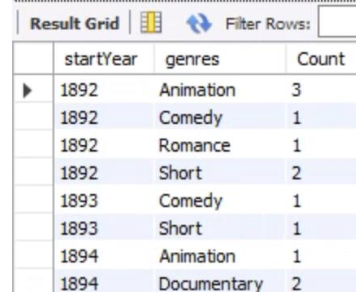 Result Grid Filter Rows:
startYear genres Count
1892 Animation 3
1892 Comedy 1
1892 Romance 1
1892 Short 2
1893 Comedy 1
1893 Short 1
1894 Animation 1
1894 Documentary 2